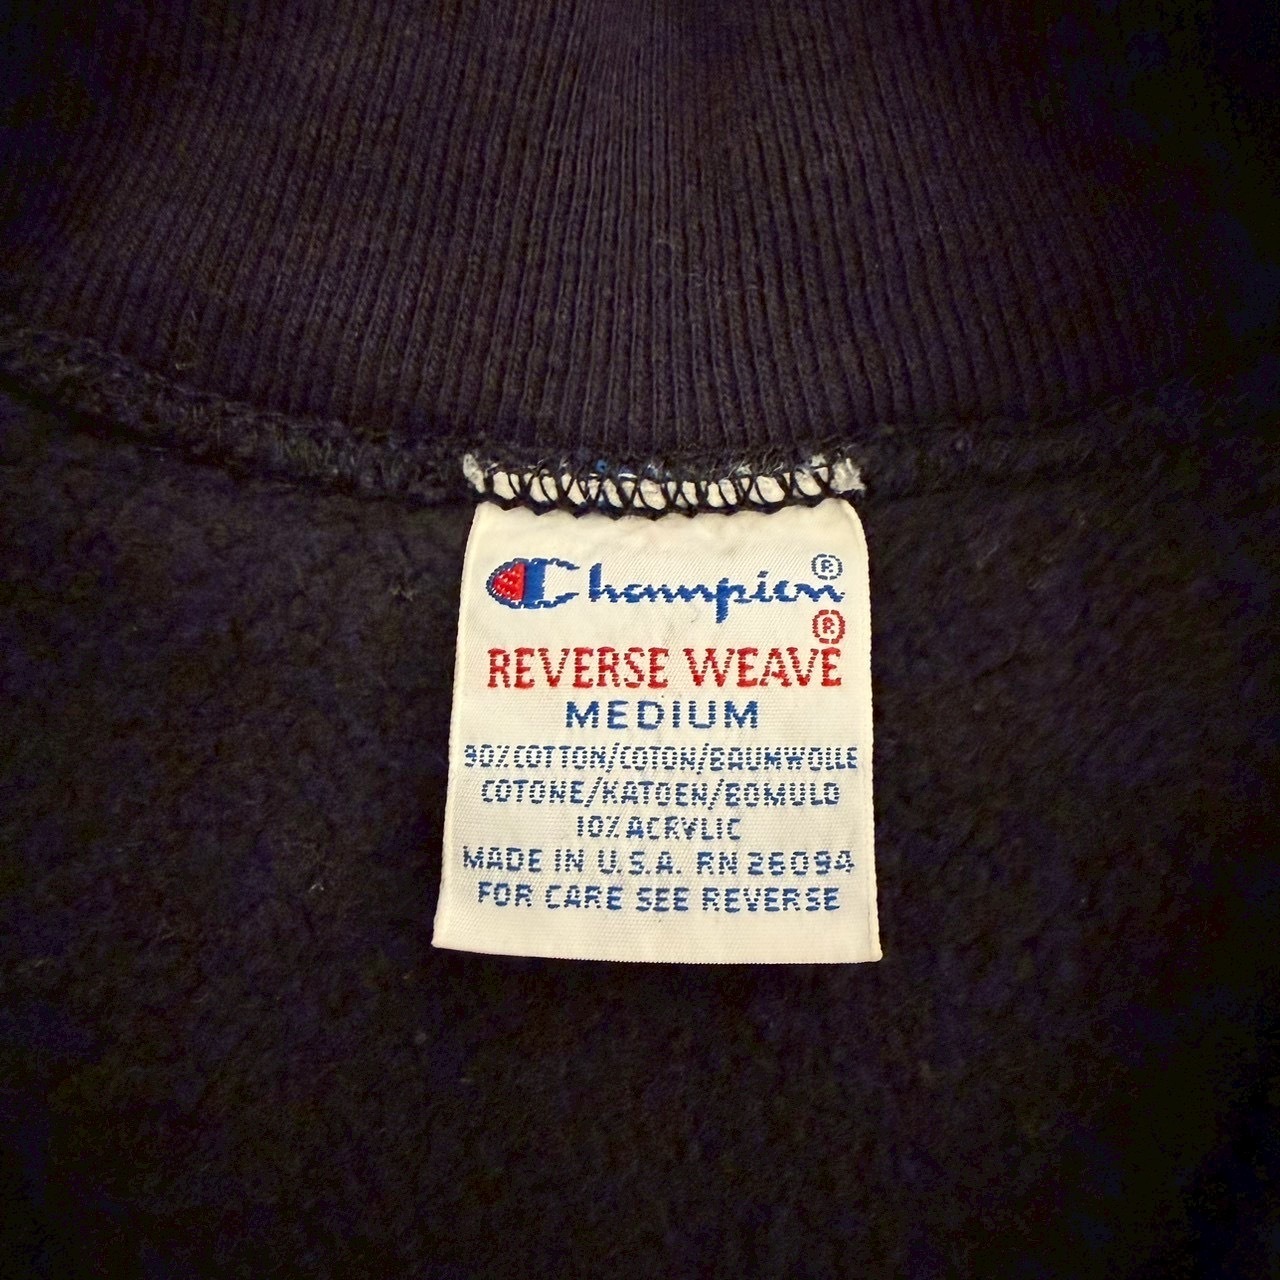 Champion®
REVERSE WEAVE®
MEDIUM
90% COTTON/COTON/BAUMWOLLE
COTONE/KATOEN/BOMULD
10% ACRYLIC
MADE IN U.S.A. RN 26094
FOR CARE SEE REVERSE